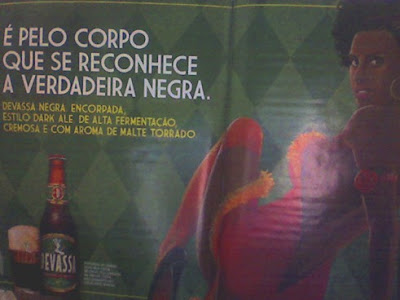 É PELO CORPO
QUE SE RECONHECE
A VERDADEIRA NEGRA.
DEVASSA NEGRA. ENCORPADA,
ESTILO DARK ALE. DE ALTA FERMENTAÇÃO.
CREMOSA E COM AROMA DE MALTE TORRADO.
DEVASSA